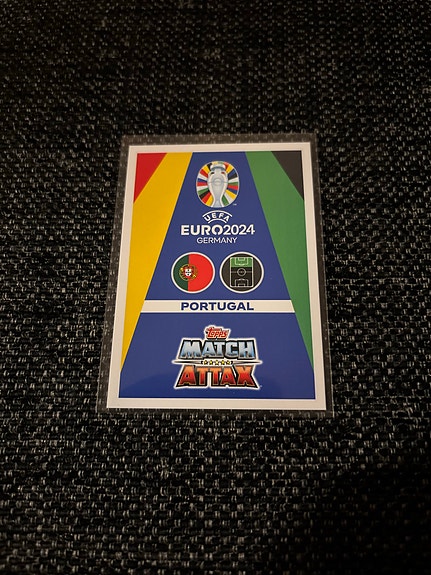 UEFA
EURO2024
GERMANY
PORTUGAL
Topps
MATCH
ATTAX